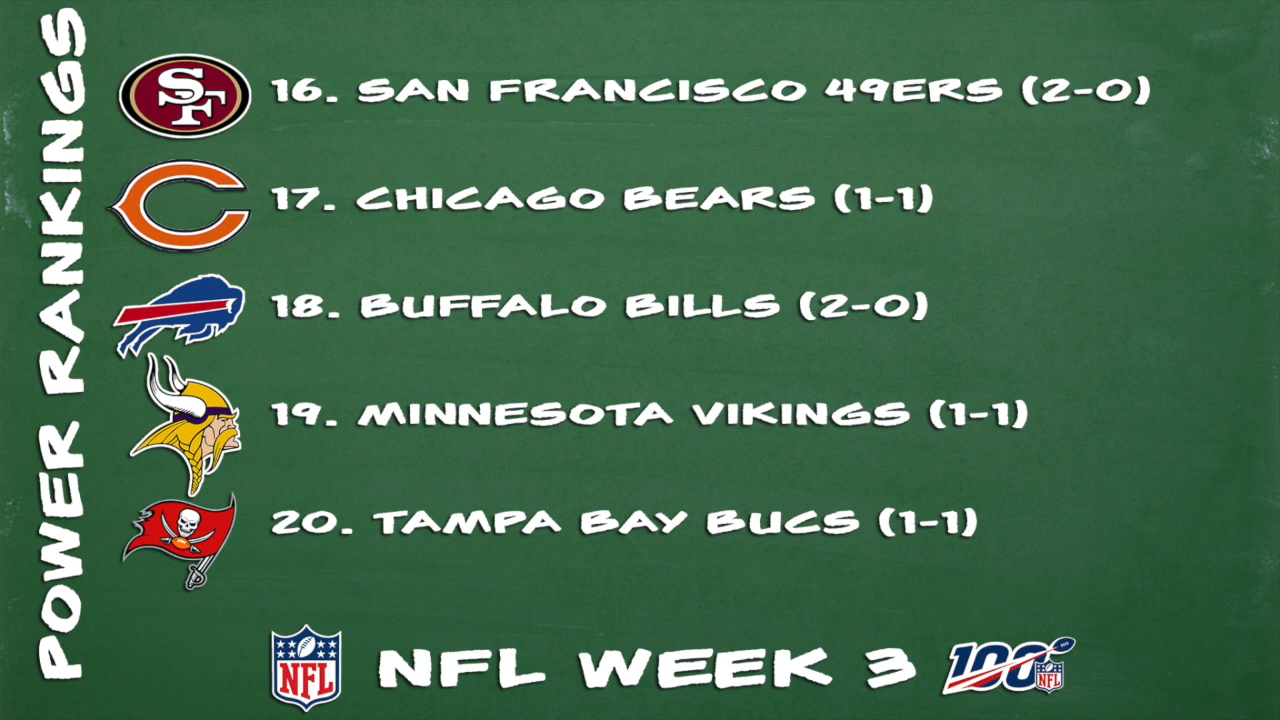 POWER RANKINGS
16. SAN FRANCISCO 49ERS (2-0)
17. CHICAGO BEARS (1-1)
18. BUFFALO BILLS (2-0)
19. MINNESOTA VIKINGS (1-1)
20. TAMPA BAY BUCS (1-1)
NFL NFL WEEK 3 100 NFL